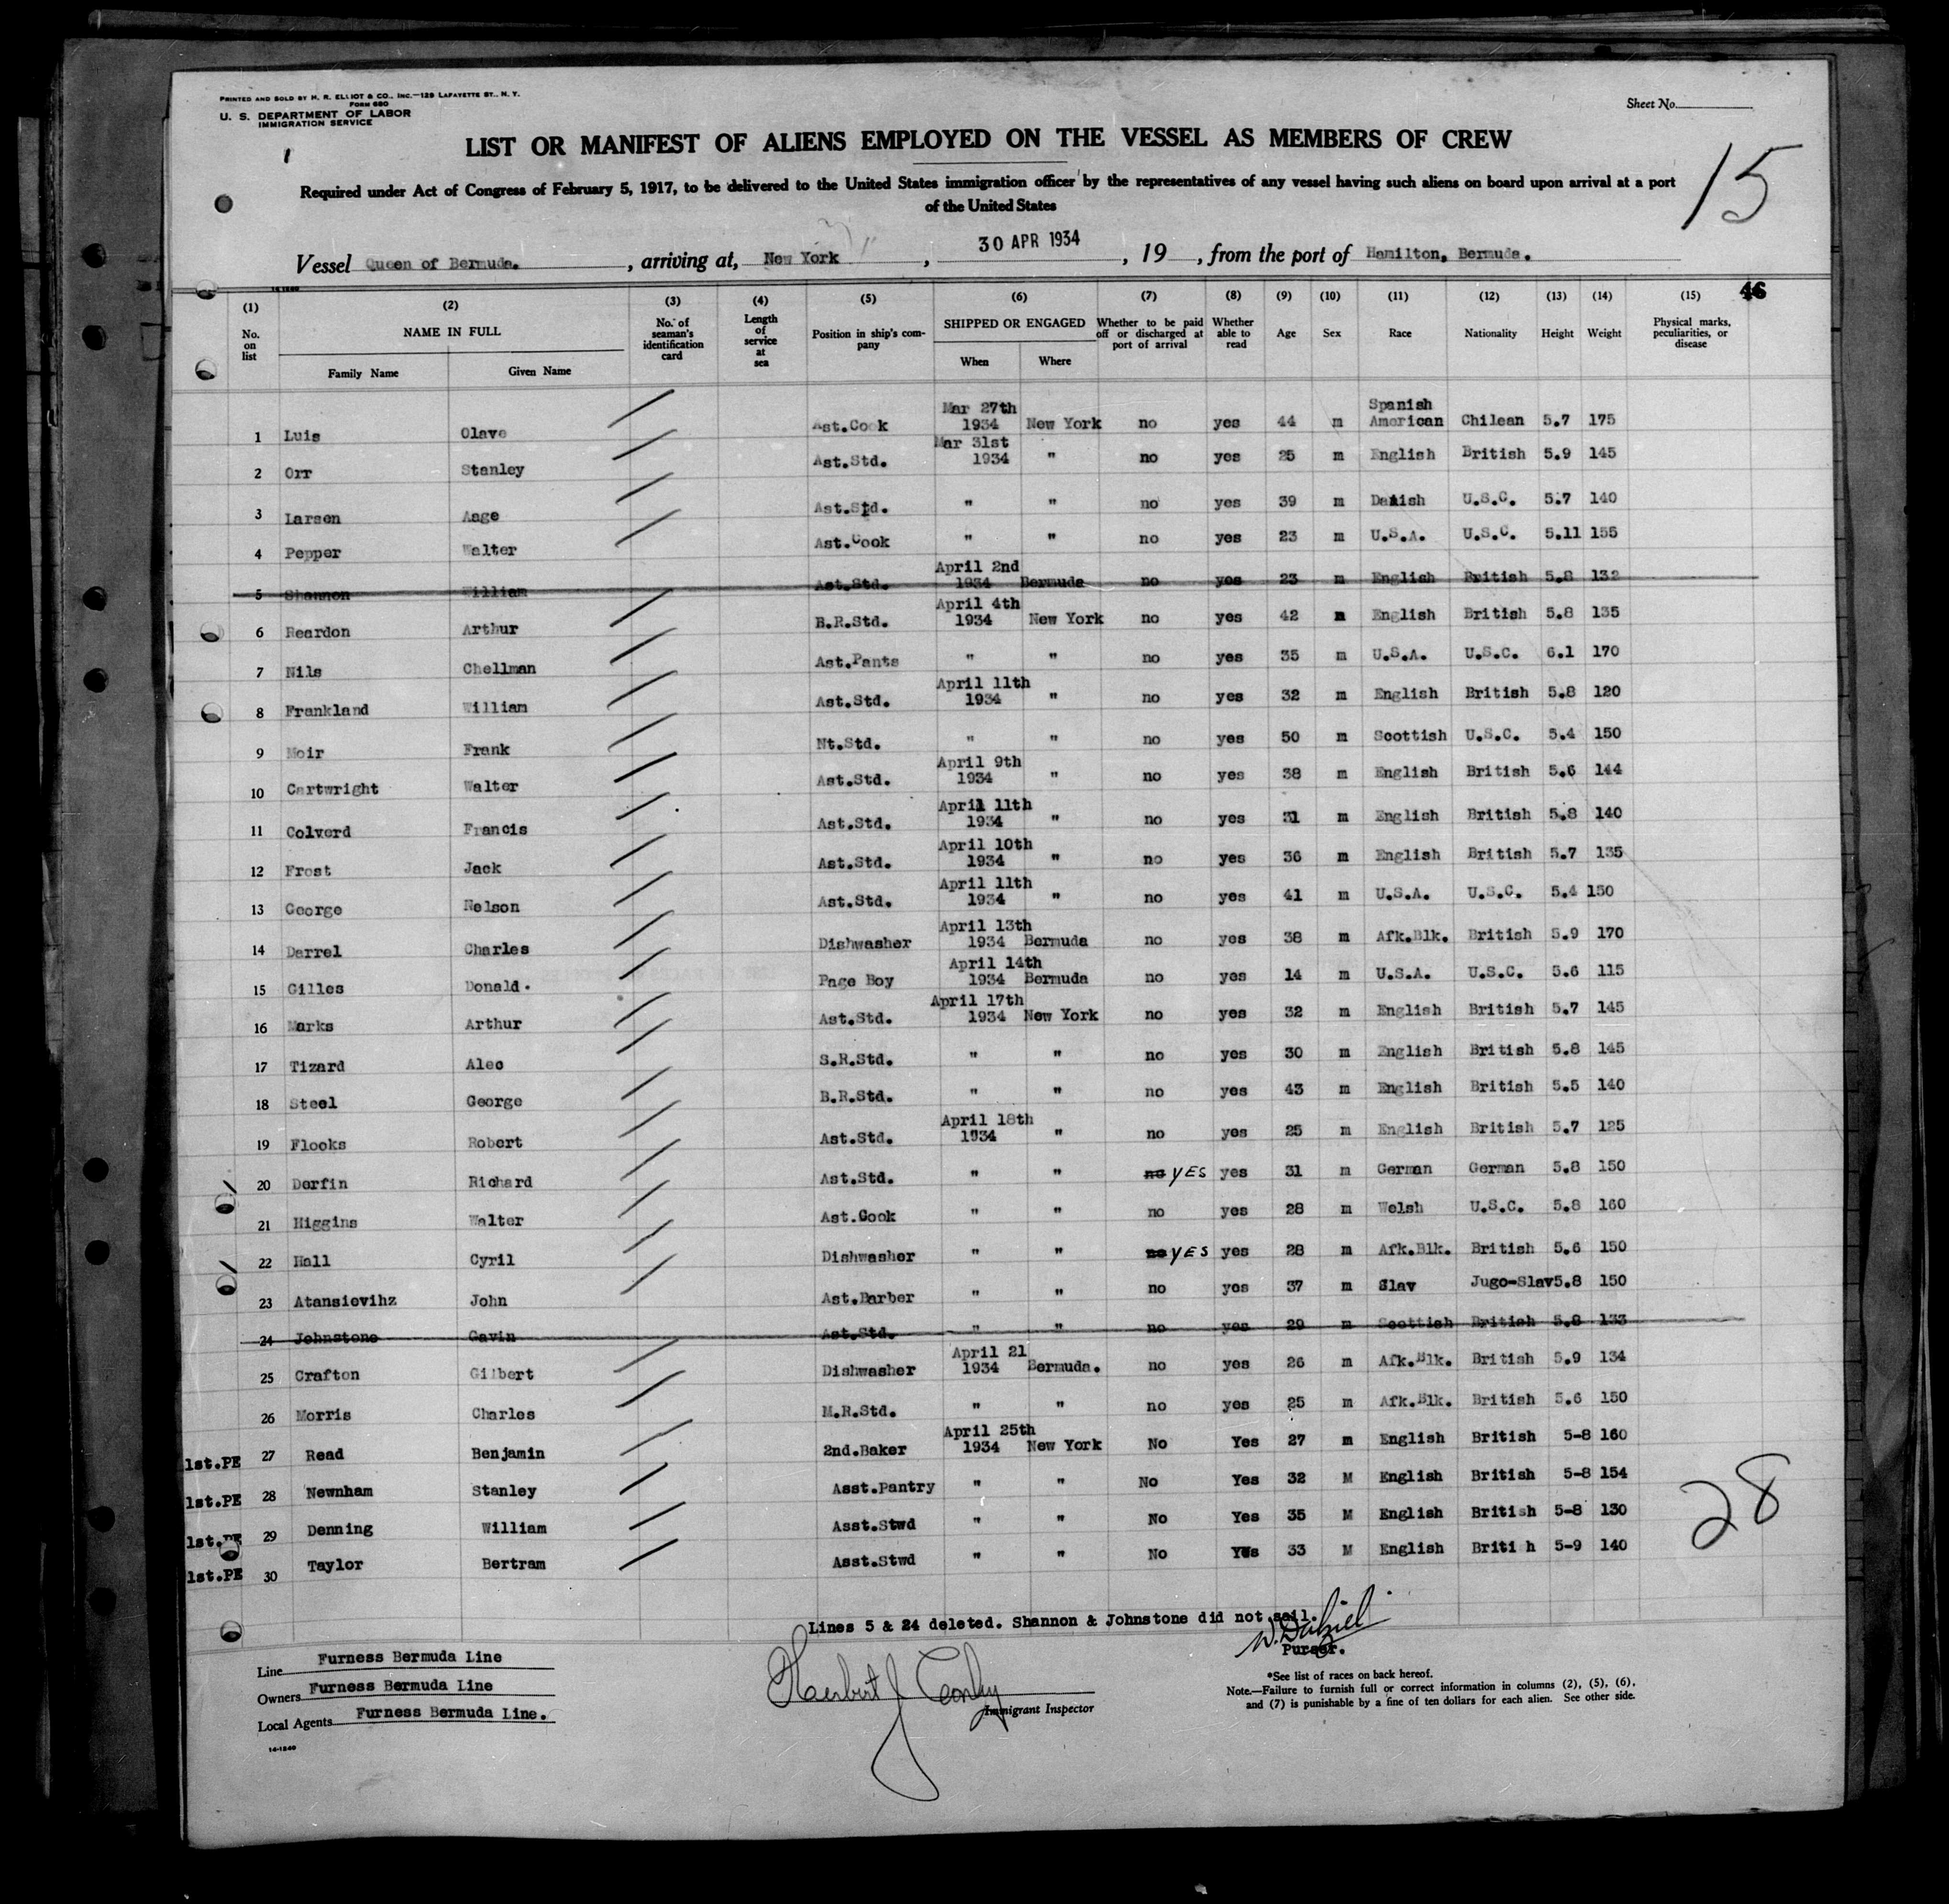 PRINTED AND SOLD BY H. R. ELLIOT & CO., INC.—129 LAFAYETTE ST., N. Y.
FORM 680
U. S. DEPARTMENT OF LABOR
IMMIGRATION SERVICE
Sheet No.
1
LIST OR MANIFEST OF ALIENS EMPLOYED ON THE VESSEL AS MEMBERS OF CREW
15
Required under Act of Congress of February 5, 1917, to be delivered to the United States immigration officer by the representatives of any vessel having such aliens on board upon arrival at a port
of the United States
Vessel Queen of Bermuda. , arriving at, New York , 30 APR 1934 , 19 , from the port of Hamilton, Bermuda.
46
(1) (2) (3) (4) (5) (6) (7) (8) (9) (10) (11) (12) (13) (14) (15)
No. on list NAME IN FULL Family Name Given Name No. of seaman's identification card Length of service at sea Position in ship's company SHIPPED OR ENGAGED When Where Whether to be paid off or discharged at port of arrival Whether able to read Age Sex Race Nationality Height Weight Physical marks, peculiarities, or disease
1 Luis Olave Ast.Cook Mar 27th 1934 New York no yes 44 m Spanish American Chilean 5.7 175
2 Orr Stanley Ast.Std. Mar 31st 1934 " no yes 25 m English British 5.9 145
3 Larsen Aage Ast.Std. " " no yes 39 m Danish U.S.C. 5.7 140
4 Pepper Walter Ast.Cook " " no yes 23 m U.S.A. U.S.C. 5.11 155
5 Shannon William Ast.Std. April 2nd 1934 Bermuda no yes 23 m English British 5.8 132
6 Reardon Arthur B.R.Std. April 4th 1934 New York no yes 42 m English British 5.8 135
7 Nils Chellman Ast.Pants " " no yes 35 m U.S.A. U.S.C. 6.1 170
8 Frankland William Ast.Std. April 11th 1934 " no yes 32 m English British 5.8 120
9 Moir Frank Nt.Std. " " no yes 50 m Scottish U.S.C. 5.4 150
10 Cartwright Walter Ast.Std. April 9th 1934 " no yes 38 m English British 5.6 144
11 Colverd Francis Ast.Std. April 11th 1934 " no yes 31 m English British 5.8 140
12 Frost Jack Ast.Std. April 10th 1934 " no yes 36 m English British 5.7 135
13 George Nelson Ast.Std. April 11th 1934 " no yes 41 m U.S.A. U.S.C. 5.4 150
14 Darrel Charles Dishwasher April 13th 1934 Bermuda no yes 38 m Afk.Blk. British 5.9 170
15 Gilles Donald. Page Boy April 14th 1934 Bermuda no yes 14 m U.S.A. U.S.C. 5.6 115
16 Marks Arthur Ast.Std. April 17th 1934 New York no yes 32 m English British 5.7 145
17 Tizard Alec S.R.Std. " " no yes 30 m English British 5.8 145
18 Steel George B.R.Std. " " no yes 43 m English British 5.5 140
19 Flooks Robert Ast.Std. April 18th 1934 " no yes 25 m English British 5.7 125
20 Derfin Richard Ast.Std. " " no YES yes 31 m German German 5.8 150
21 Higgins Walter Ast.Cook " " no yes 28 m Welsh U.S.C. 5.8 160
22 Hall Cyril Dishwasher " " no YES yes 28 m Afk.Blk. British 5.6 150
23 Atansievihz John Ast.Barber " " no yes 37 m Slav Jugo-Slav 5.8 150
24 Johnstone Gavin Ast.Std. " " no yes 29 m Scottish British 5.8 133
25 Crafton Gilbert Dishwasher April 21 1934 Bermuda. no yes 26 m Afk.Blk. British 5.9 134
26 Morris Charles M.R.Std. " " no yes 25 m Afk.Blk. British 5.6 150
1st.PE 27 Read Benjamin 2nd.Baker April 25th 1934 New York No Yes 27 m English British 5-8 160
1st.PE 28 Newnham Stanley Asst.Pantry " " No Yes 32 M English British 5-8 154
1st.PE 29 Denning William Asst.Stwd " " No Yes 35 M English British 5-8 130
1st.PE 30 Taylor Bertram Asst.Stwd " " No Yes 33 M English Briti h 5-9 140
28
Lines 5 & 24 deleted. Shannon & Johnstone did not sail.
Purser.
Line Furness Bermuda Line
Owners Furness Bermuda Line
Local Agents Furness Bermuda Line.
14-1240
Herbert J
Immigrant Inspector
*See list of races on back hereof.
Note.—Failure to furnish full or correct information in columns (2), (5), (6),
and (7) is punishable by a fine of ten dollars for each alien. See other side.